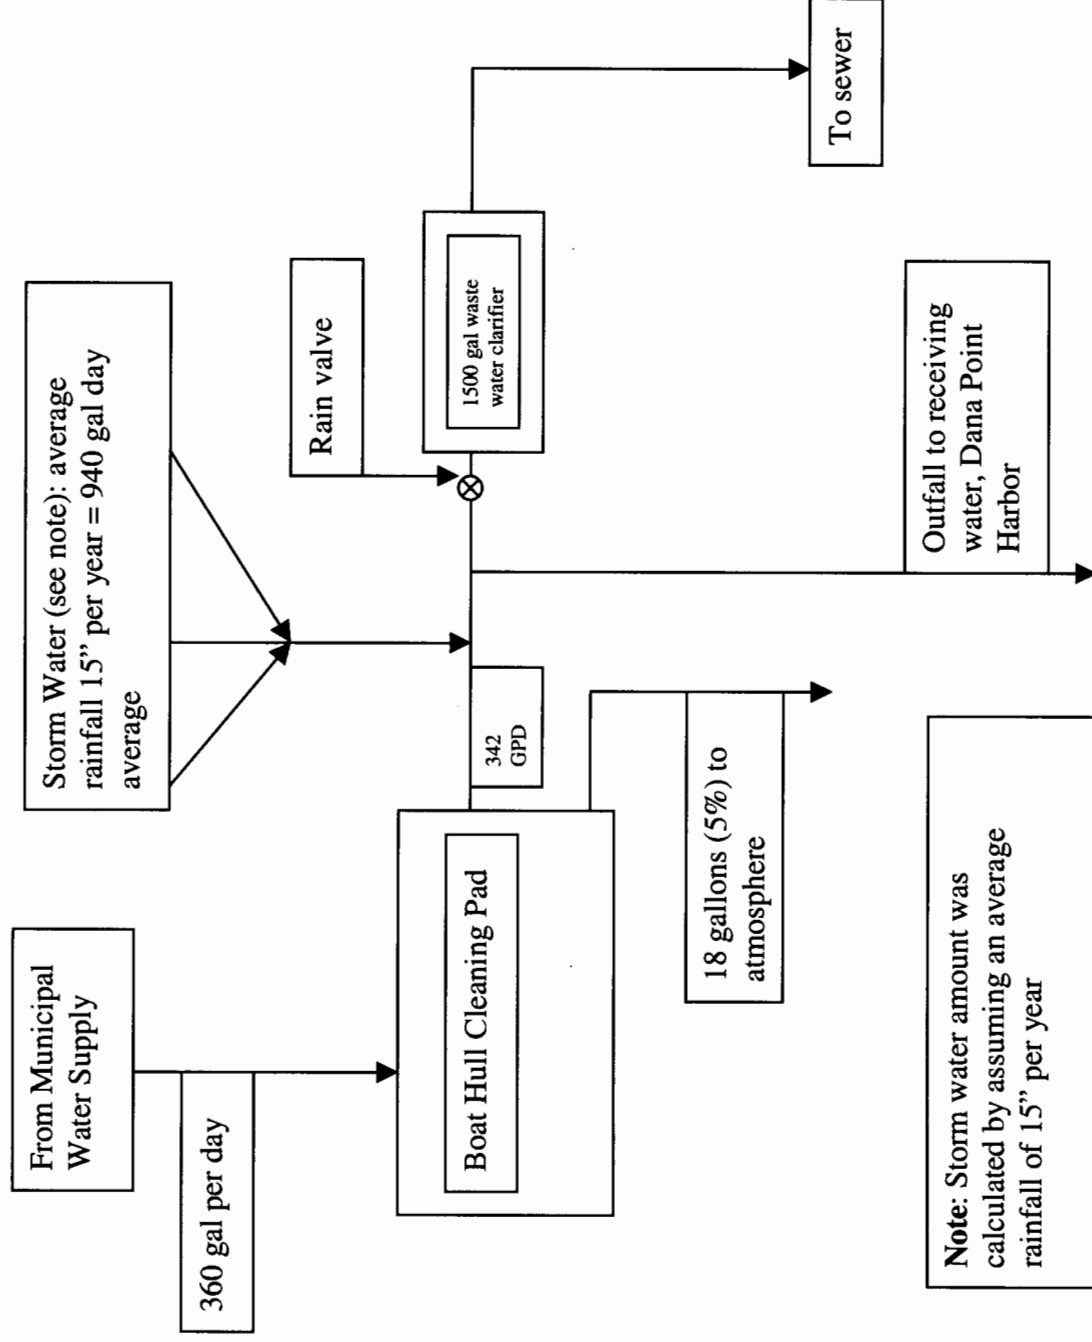 From Municipal
Water Supply
360 gal per day
Boat Hull Cleaning Pad
Storm Water (see note): average
rainfall 15” per year = 940 gal day
average
342
GPD
18 gallons (5%) to
atmosphere
Rain valve
1500 gal waste
water clarifier
To sewer
Outfall to receiving
water, Dana Point
Harbor
Note: Storm water amount was
calculated by assuming an average
rainfall of 15” per year